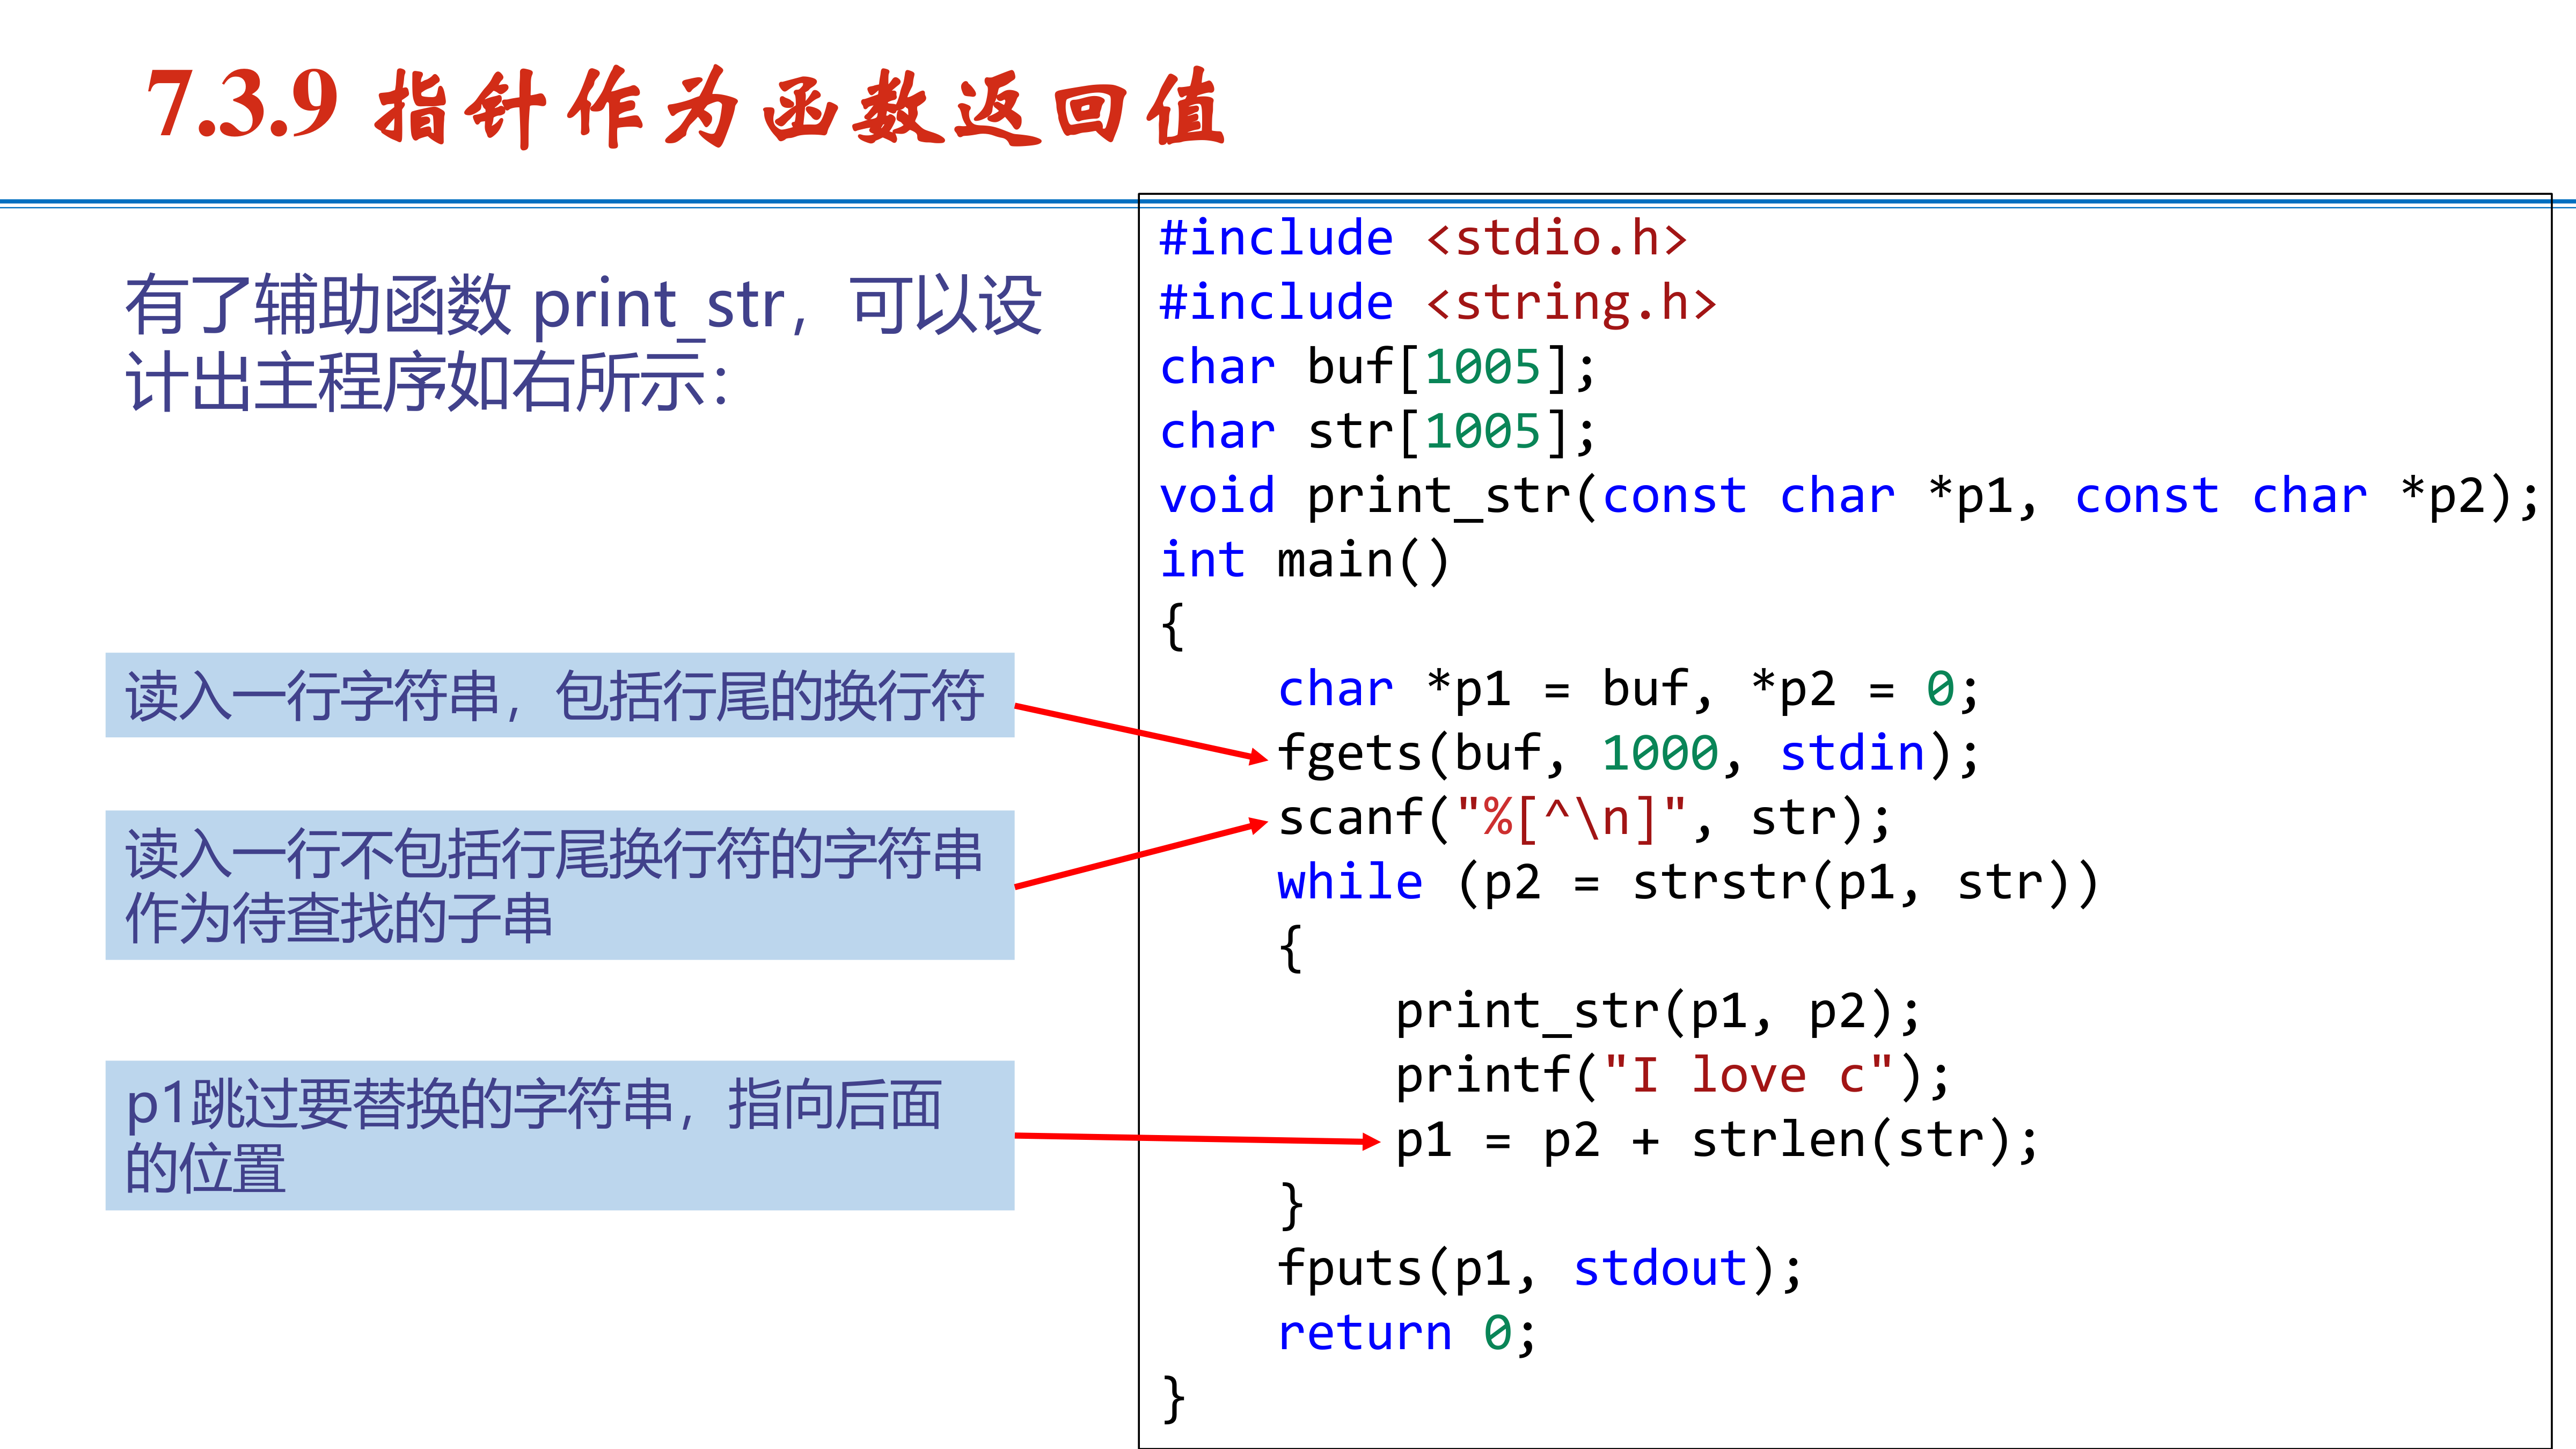 7.3.9 指针作为函数返回值
有了辅助函数 print_str，可以设
计出主程序如右所示：
读入一行字符串，包括行尾的换行符
读入一行不包括行尾换行符的字符串
作为待查找的子串
p1跳过要替换的字符串，指向后面
的位置
#include <stdio.h>
#include <string.h>
char buf[1005];
char str[1005];
void print_str(const char *p1, const char *p2);
int main()
{
    char *p1 = buf, *p2 = 0;
    fgets(buf, 1000, stdin);
    scanf("%[^\n]", str);
    while (p2 = strstr(p1, str))
    {
        print_str(p1, p2);
        printf("I love c");
        p1 = p2 + strlen(str);
    }
    fputs(p1, stdout);
    return 0;
}